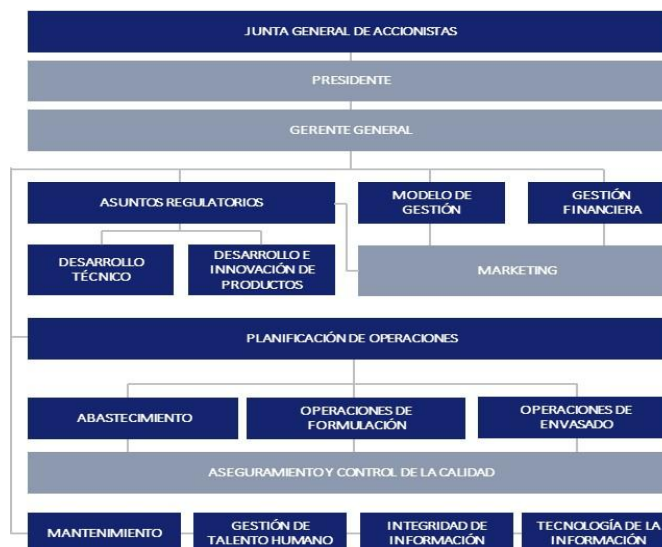 JUNTA GENERAL DE ACCIONISTAS
PRESIDENTE
GERENTE GENERAL
ASUNTOS REGULATORIOS
MODELO DE
GESTIÓN
GESTIÓN
FINANCIERA
DESARROLLO
TÉCNICO
DESARROLLO E
INNOVACIÓN DE
PRODUCTOS
MARKETING
PLANIFICACIÓN DE OPERACIONES
ABASTECIMIENTO
OPERACIONES DE
FORMULACIÓN
OPERACIONES DE
ENVASADO
ASEGURAMIENTO Y CONTROL DE LA CALIDAD
MANTENIMIENTO
GESTIÓN DE
TALENTO HUMANO
INTEGRIDAD DE
INFORMACIÓN
TECNOLOGÍA DE LA
INFORMACIÓN